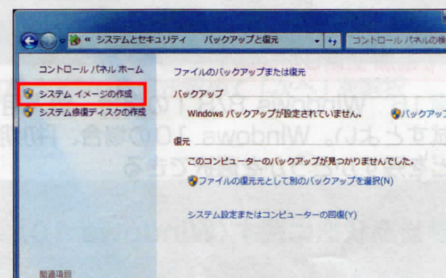 « システムとセキュリティ バックアップと復元
コントロール パネルの検
コントロール パネル ホーム
システム イメージの作成
システム修復ディスクの作成
ファイルのバックアップまたは復元
バックアップ
Windows バックアップが設定されていません。
バックアップ
復元
このコンピューターのバックアップが見つかりませんでした。
ファイルの復元元として別のバックアップを選択(N)
システム設定またはコンピューターの回復(Y)
関連項目